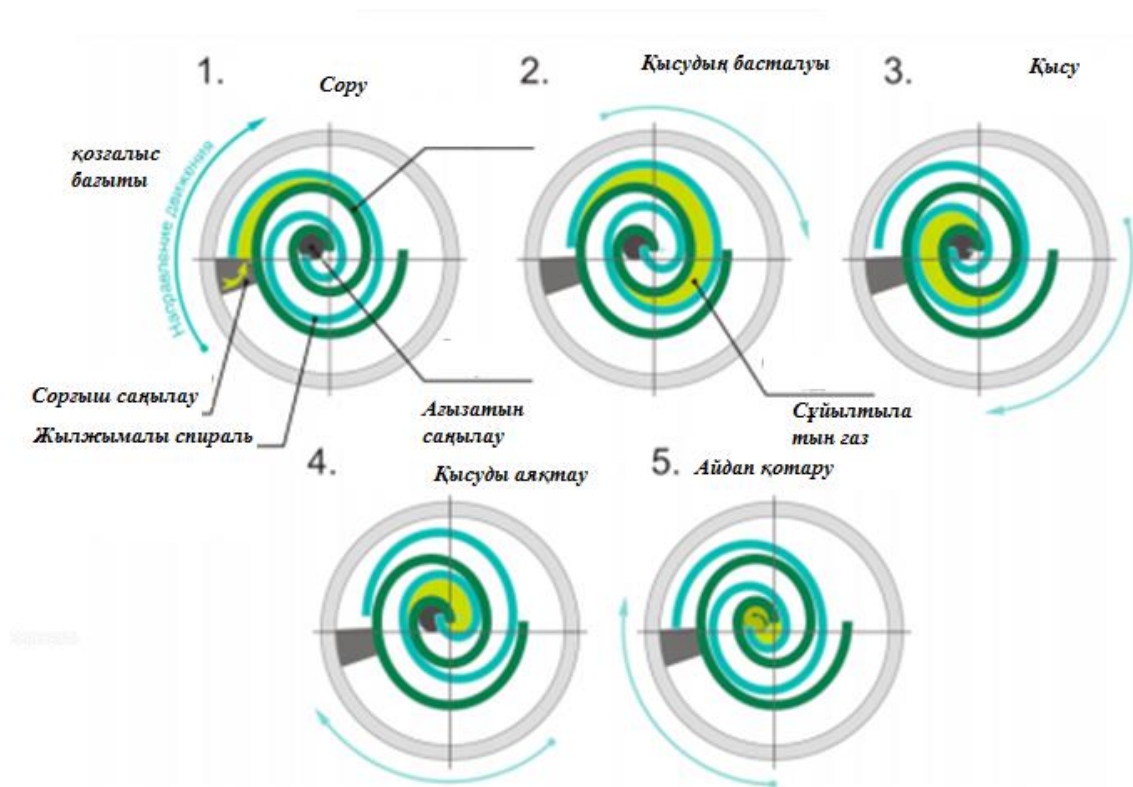 1.
Сору
2.
Қысудың басталуы
3.
Қысу
қозғалыс
бағыты
Направление движения
Сорғыш саңылау
Жылжымалы спираль
Ағызатын
саңылау
Сұйылтыла
тын газ
4.
Қысуды аяқтау
5.
Айдап қотару